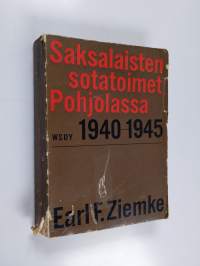 Saksalaisten
sotatoimet
Pohjolassa
WSOY 1940-1945
Earl F. Ziemke